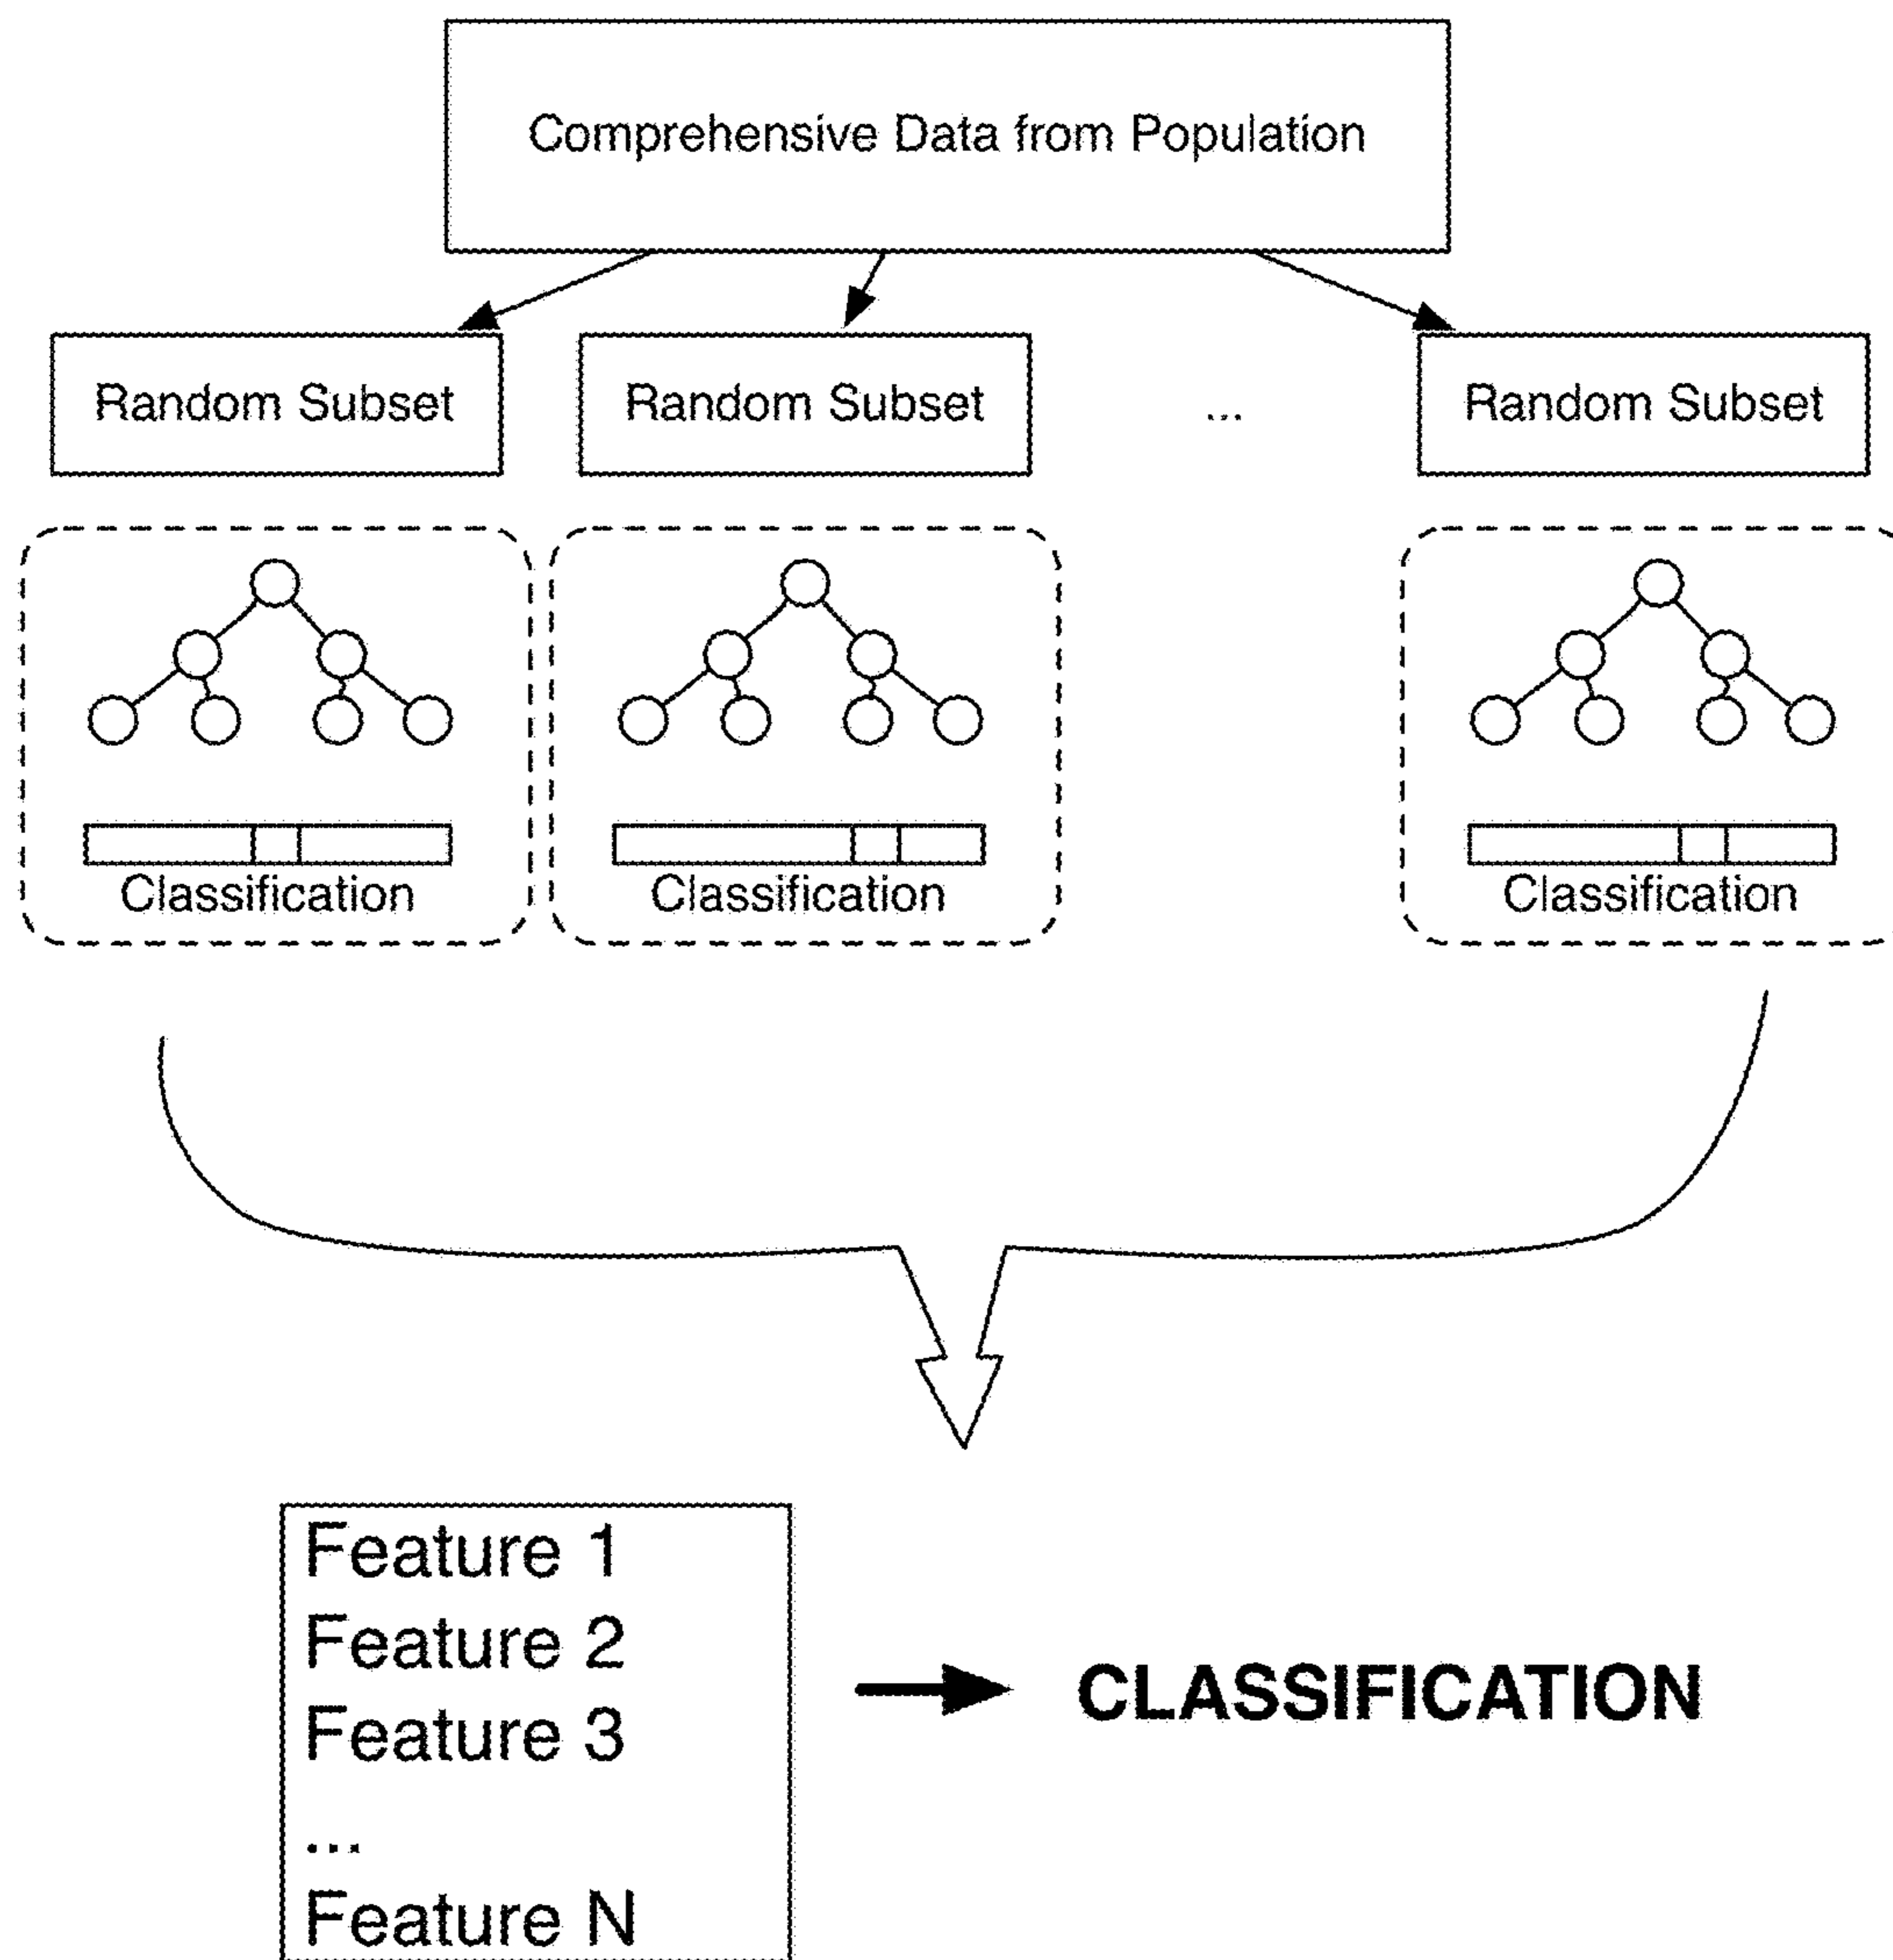 Comprehensive Data from Population
Random Subset
Random Subset
...
Random Subset
Classification
Classification
Classification
Feature 1
Feature 2
Feature 3
...
Feature N
CLASSIFICATION